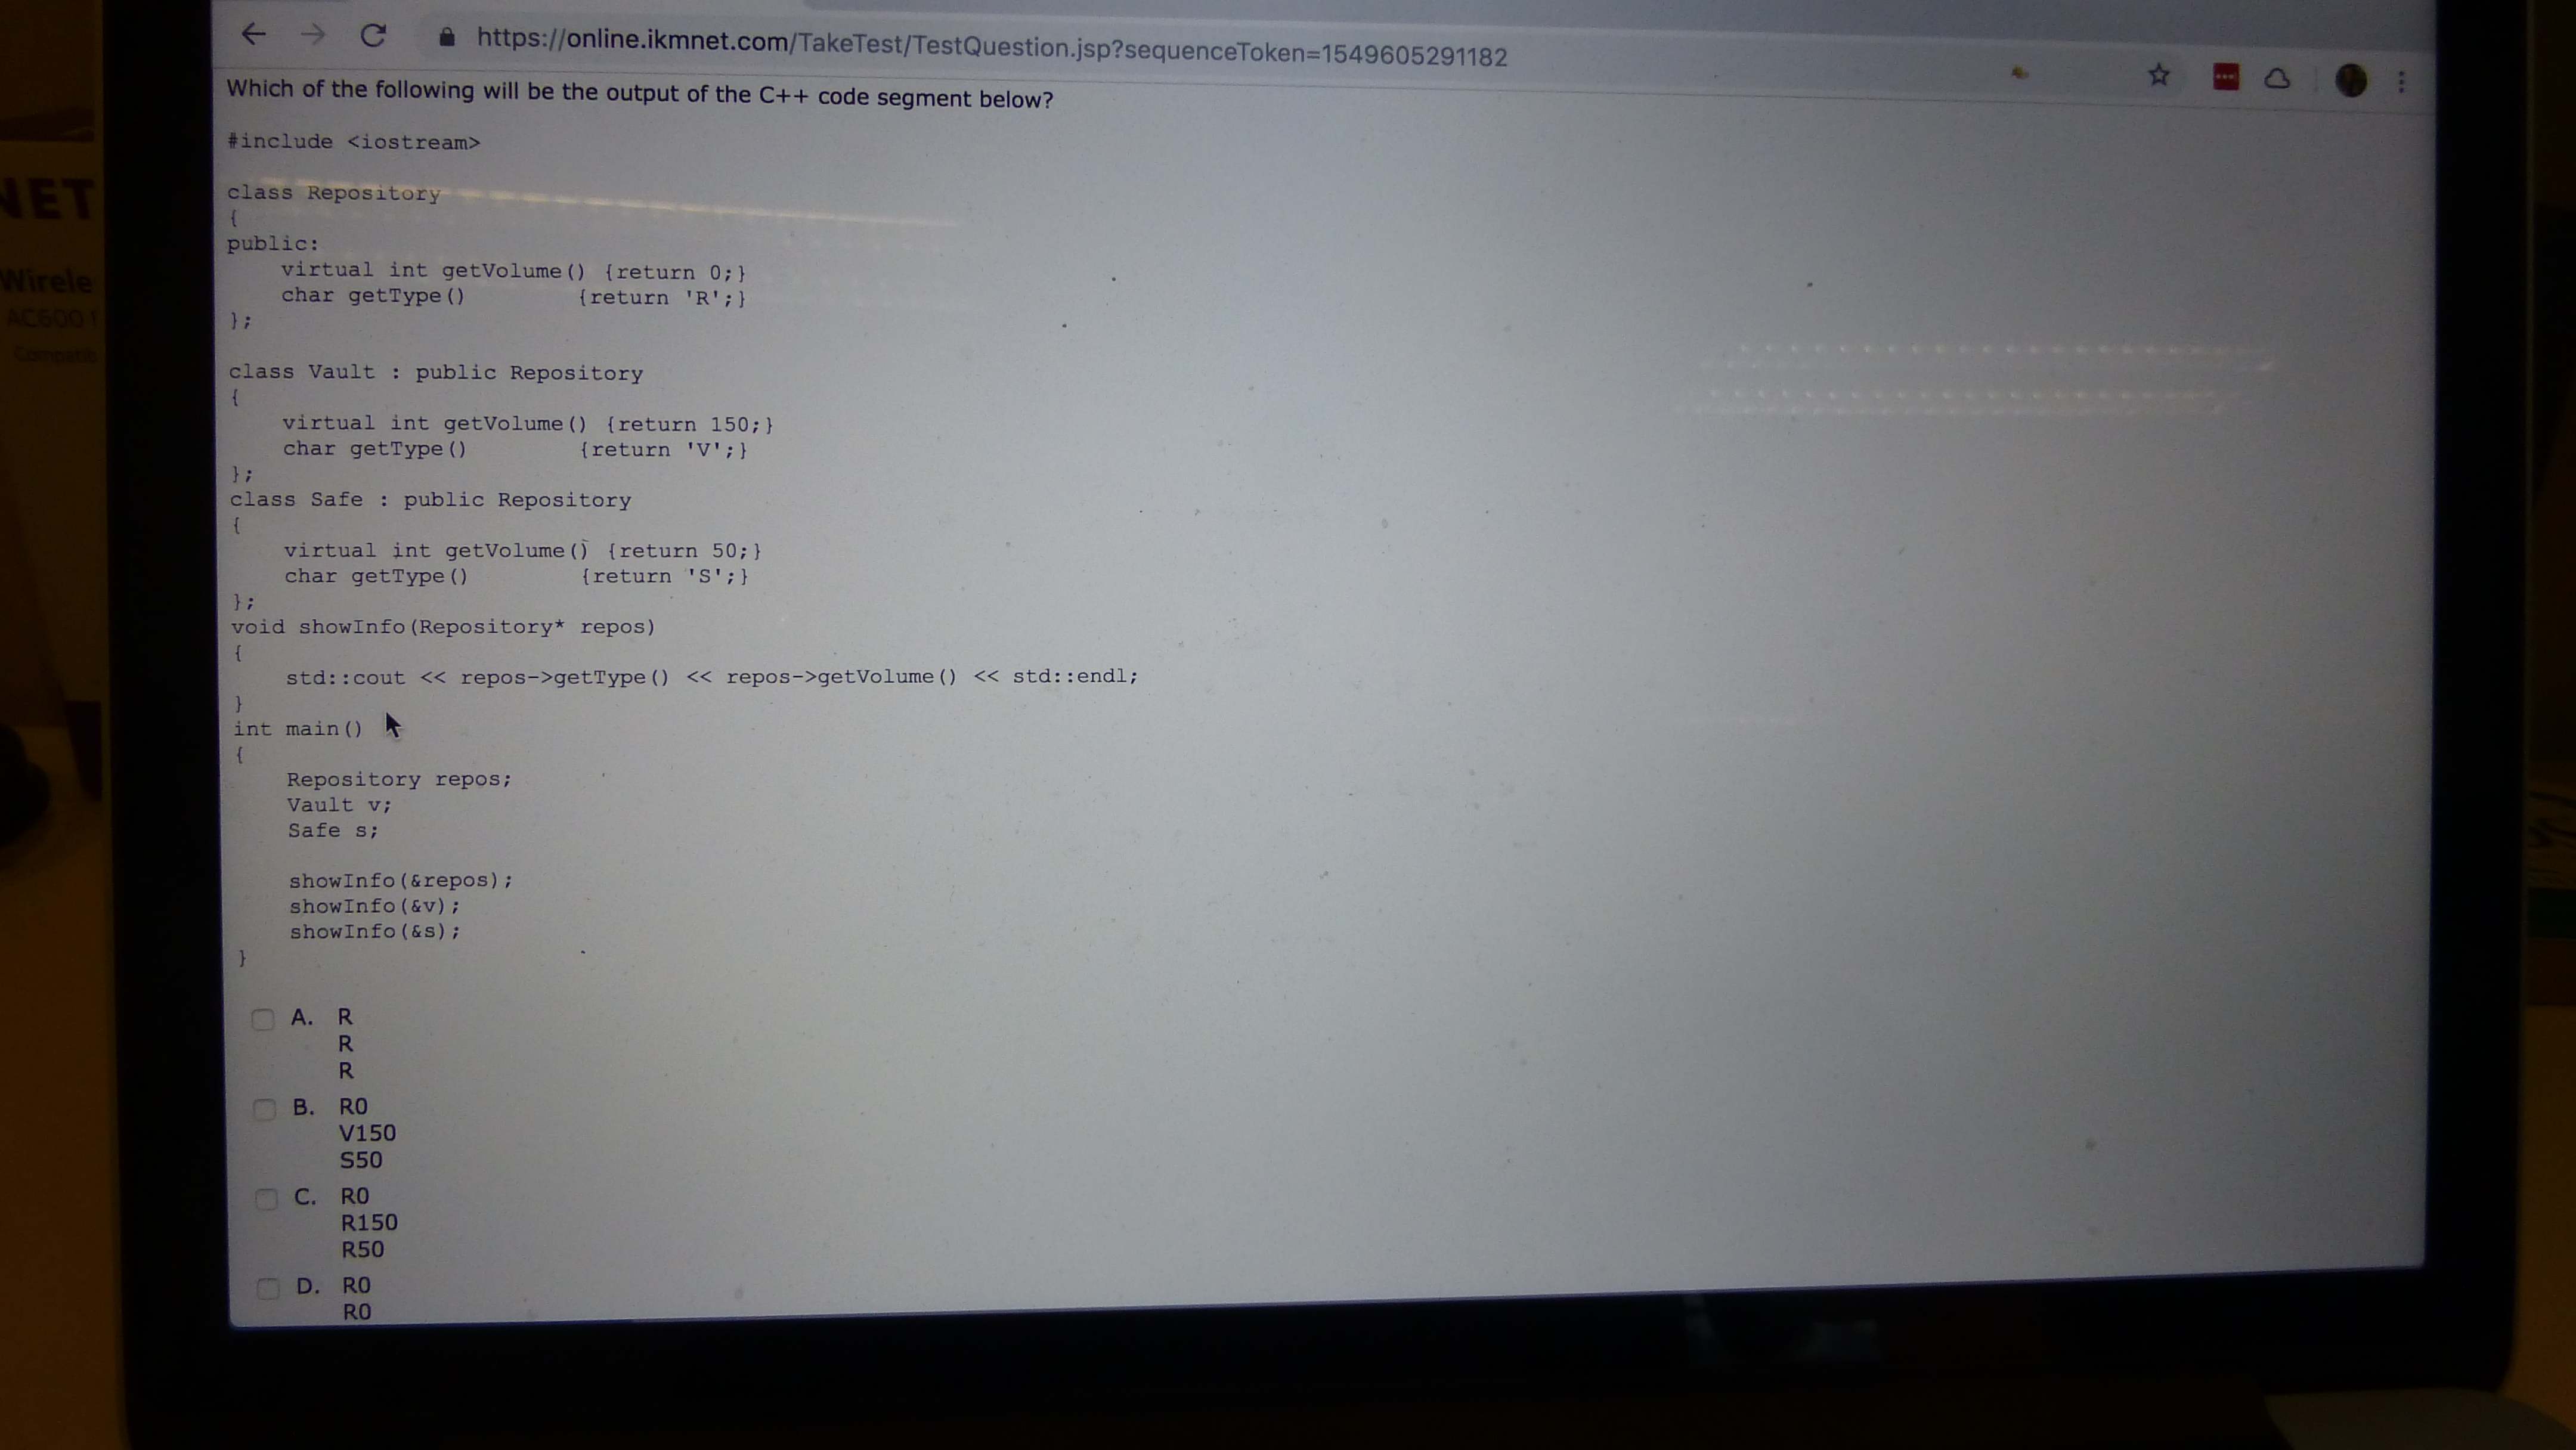 https://online.ikmnet.com/TakeTest/TestQuestion.jsp?sequenceToken=1549605291182
Which of the following will be the output of the C++ code segment below?
#include <iostream>
class Repository
{
public:
virtual int getVolume() {return 0;}
char getType() {return 'R';}
};
class Vault : public Repository
{
virtual int getVolume() {return 150;}
char getType() {return 'V';}
};
class Safe : public Repository
{
virtual int getVolume() {return 50;}
char getType() {return 'S';}
};
void showInfo(Repository* repos)
{
std::cout << repos->getType() << repos->getVolume() << std::endl;
}
int main()
{
Repository repos;
Vault v;
Safe s;
showInfo(&repos);
showInfo(&v);
showInfo(&s);
}
A. R
R
R
B. R0
V150
S50
C. R0
R150
R50
D. R0
R0
NET
Wirele
AC600
Compatib